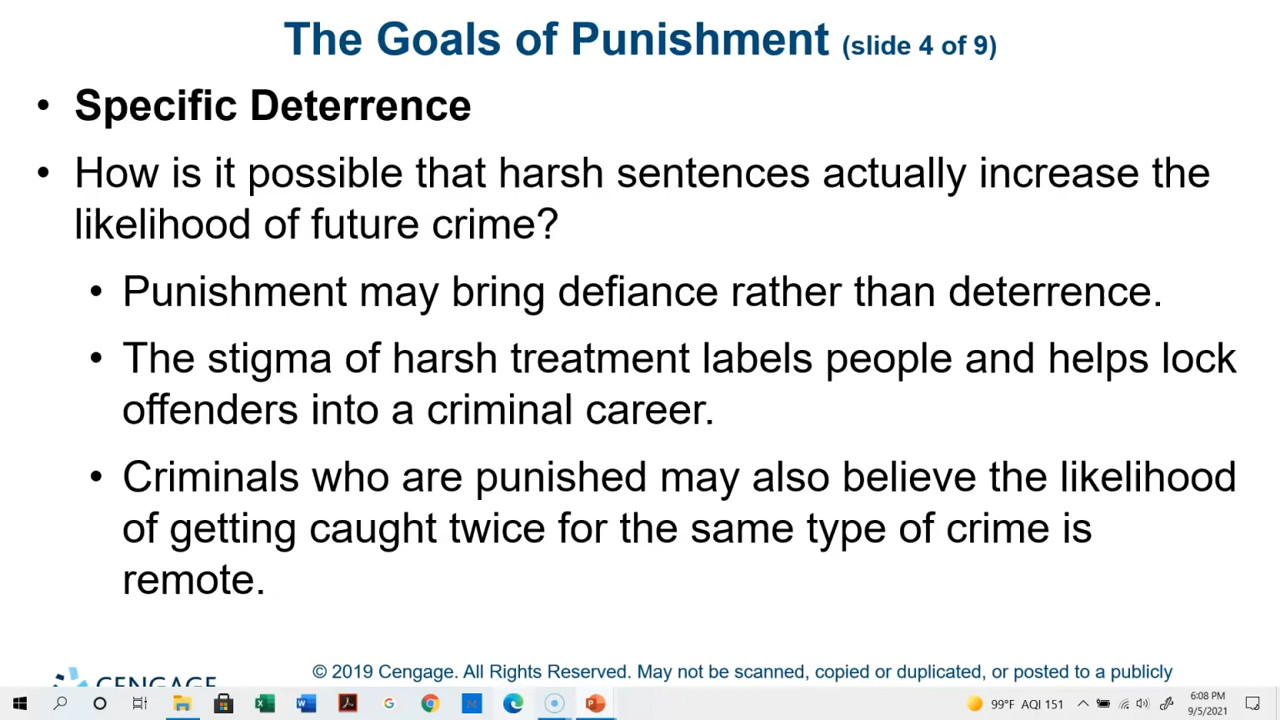 The Goals of Punishment (slide 4 of 9)
• Specific Deterrence
• How is it possible that harsh sentences actually increase the
likelihood of future crime?
• Punishment may bring defiance rather than deterrence.
• The stigma of harsh treatment labels people and helps lock
offenders into a criminal career.
• Criminals who are punished may also believe the likelihood
of getting caught twice for the same type of crime is
remote.
CENGAGE
© 2019 Cengage. All Rights Reserved. May not be scanned, copied or duplicated, or posted to a publicly
99°F AQI 151
6:08 PM
9/5/2021